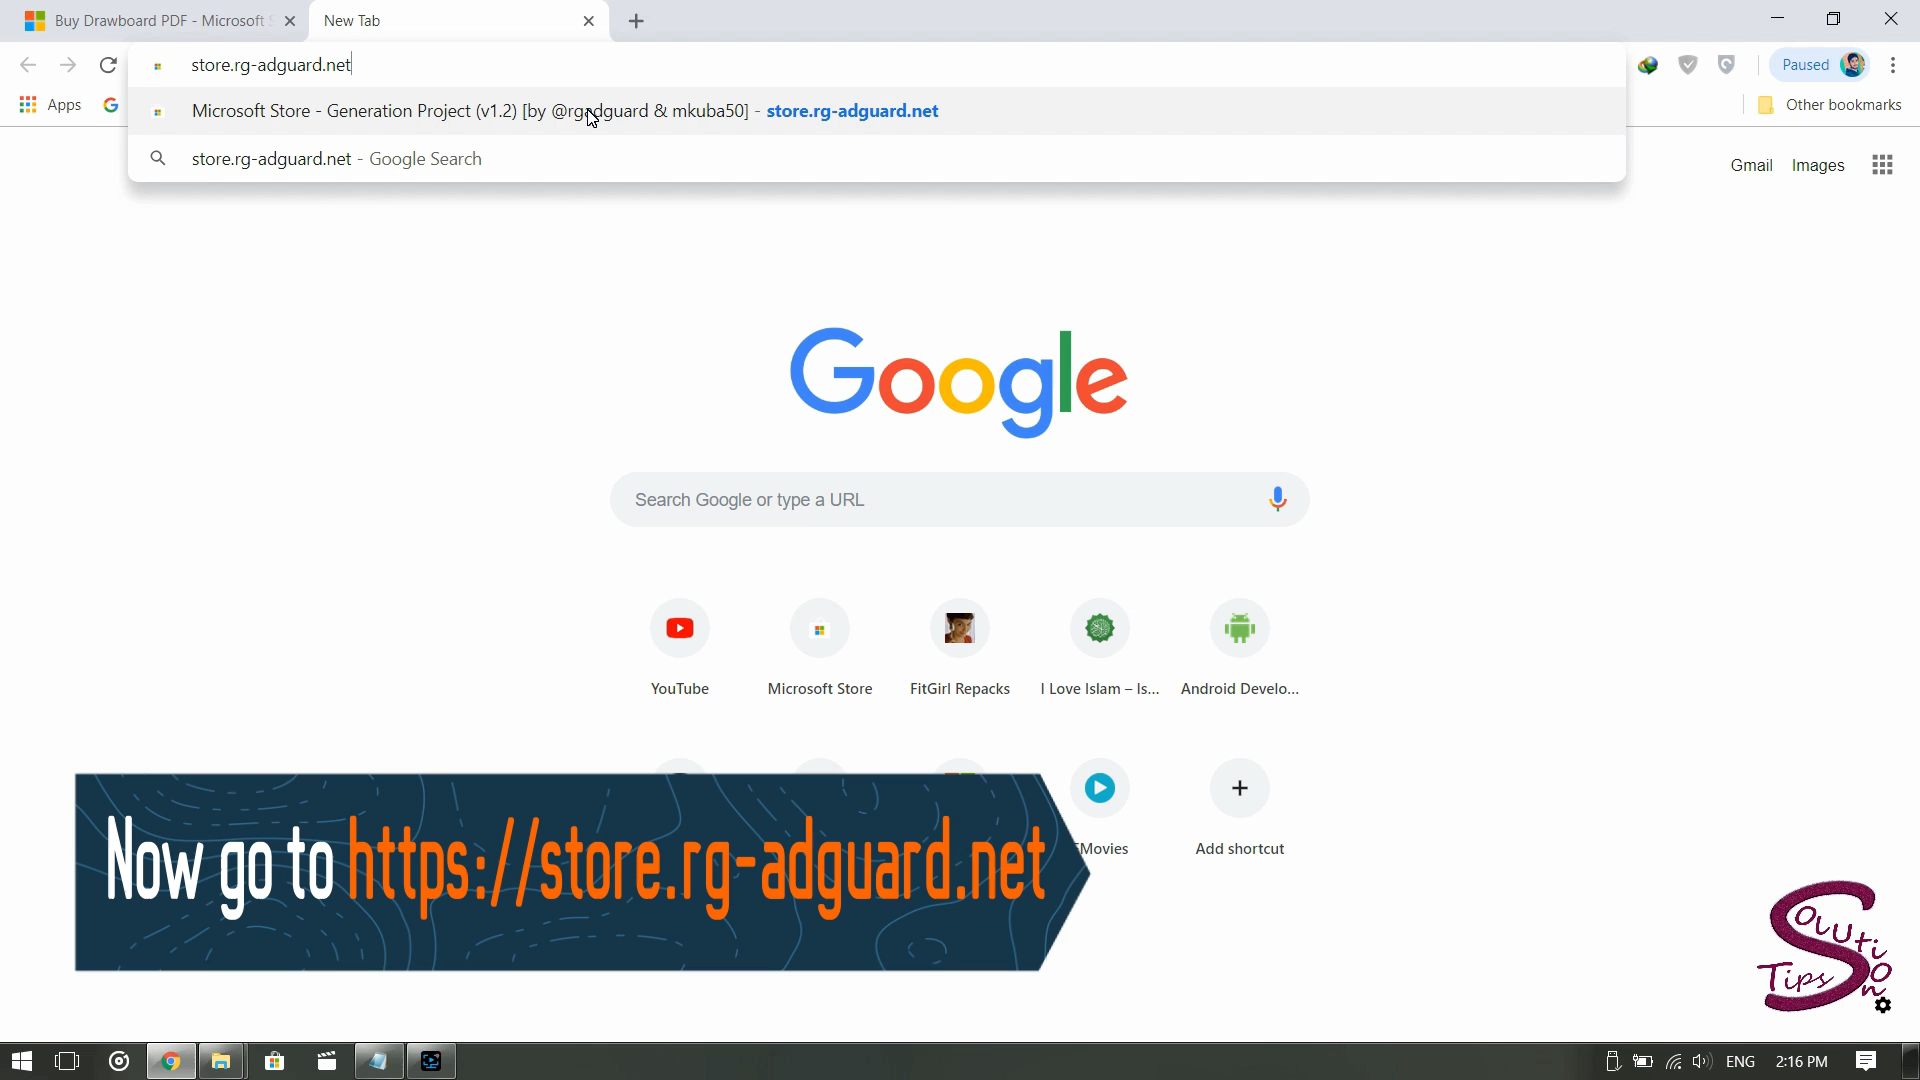 Buy Drawboard PDF - Microsoft S
New Tab
store.rg-adguard.net
Paused
Apps
Microsoft Store - Generation Project (v1.2) [by @rgadguard & mkuba50] - store.rg-adguard.net
Other bookmarks
store.rg-adguard.net - Google Search
Gmail
Images
Google
Search Google or type a URL
YouTube
Microsoft Store
FitGirl Repacks
I Love Islam – Is...
Android Develo...
Movies
Add shortcut
Now go to https://store.rg-adguard.net
Solution
Tips
ENG
2:16 PM